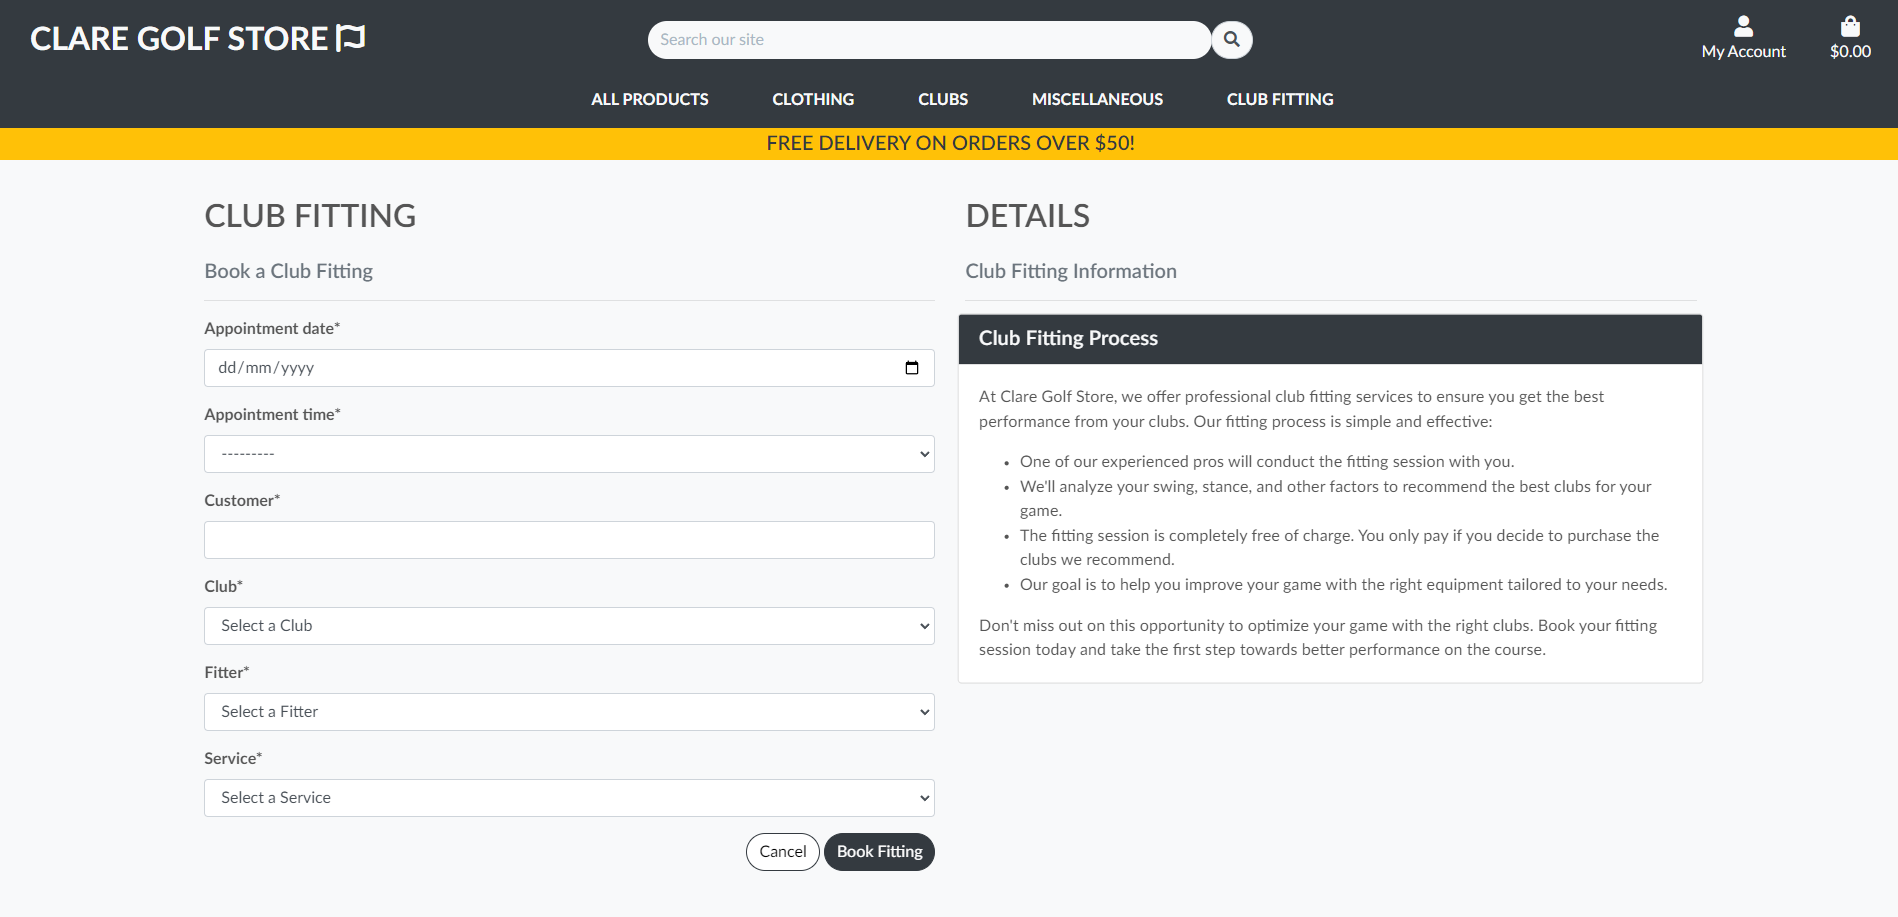 CLARE GOLF STORE
Search our site
My Account
$0.00
ALL PRODUCTS
CLOTHING
CLUBS
MISCELLANEOUS
CLUB FITTING
FREE DELIVERY ON ORDERS OVER $50!
CLUB FITTING
Book a Club Fitting
Appointment date*
dd/mm/yyyy
Appointment time*
---------
Customer*
Club*
Select a Club
Fitter*
Select a Fitter
Service*
Select a Service
Cancel
Book Fitting
DETAILS
Club Fitting Information
Club Fitting Process
At Clare Golf Store, we offer professional club fitting services to ensure you get the best
performance from your clubs. Our fitting process is simple and effective:
• One of our experienced pros will conduct the fitting session with you.
• We'll analyze your swing, stance, and other factors to recommend the best clubs for your
game.
• The fitting session is completely free of charge. You only pay if you decide to purchase the
clubs we recommend.
• Our goal is to help you improve your game with the right equipment tailored to your needs.
Don't miss out on this opportunity to optimize your game with the right clubs. Book your fitting
session today and take the first step towards better performance on the course.